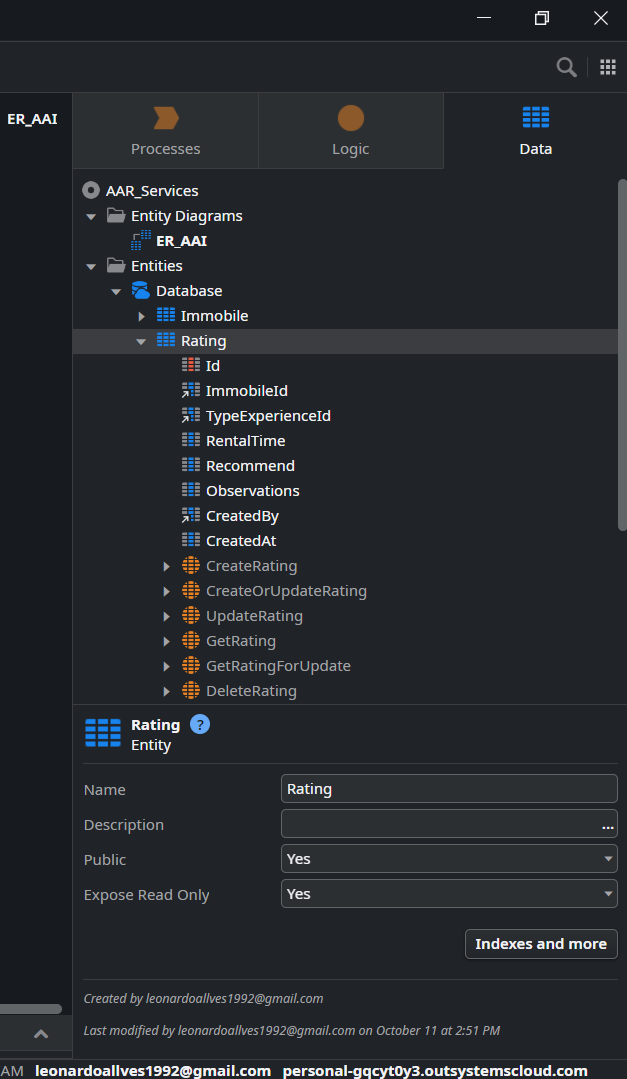 ER_AAI
Processes
Logic
Data
AAR_Services
Entity Diagrams
ER_AAI
Entities
Database
Immobile
Rating
Id
ImmobileId
TypeExperienceId
RentalTime
Recommend
Observations
CreatedBy
CreatedAt
CreateRating
CreateOrUpdateRating
UpdateRating
GetRating
GetRatingForUpdate
DeleteRating
Rating ?
Entity
Name Rating
Description ...
Public Yes
Expose Read Only Yes
Indexes and more
Created by leonardoallves1992@gmail.com
Last modified by leonardoallves1992@gmail.com on October 11 at 2:51 PM
AM leonardoallves1992@gmail.com personal-gqcyt0y3.outsystemscloud.com